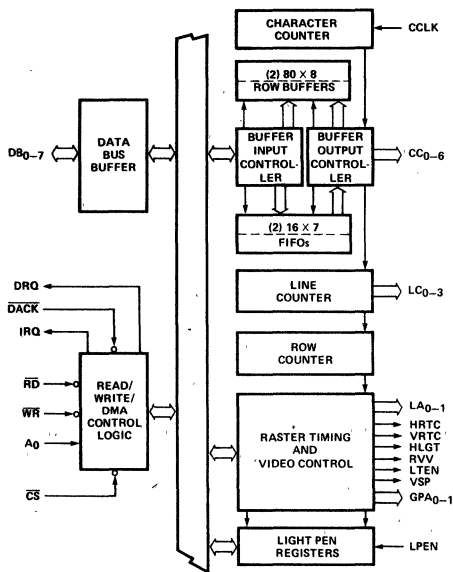 CHARACTER
COUNTER
CCLK
(2) 80 X 8
ROW BUFFERS
DB0–7
DATA
BUS
BUFFER
BUFFER
INPUT
CONTROL-
LER
BUFFER
OUTPUT
CONTROL-
LER
CC0–6
(2) 16 X 7
FIFOs
LINE
COUNTER
LC0–3
ROW
COUNTER
DRQ
DACK
IRQ
RD
WR
A0
CS
READ/
WRITE/
DMA
CONTROL
LOGIC
RASTER TIMING
AND
VIDEO CONTROL
LA0–1
HRTC
VRTC
HLGT
RVV
LTEN
VSP
GPA0–1
LIGHT PEN
REGISTERS
LPEN